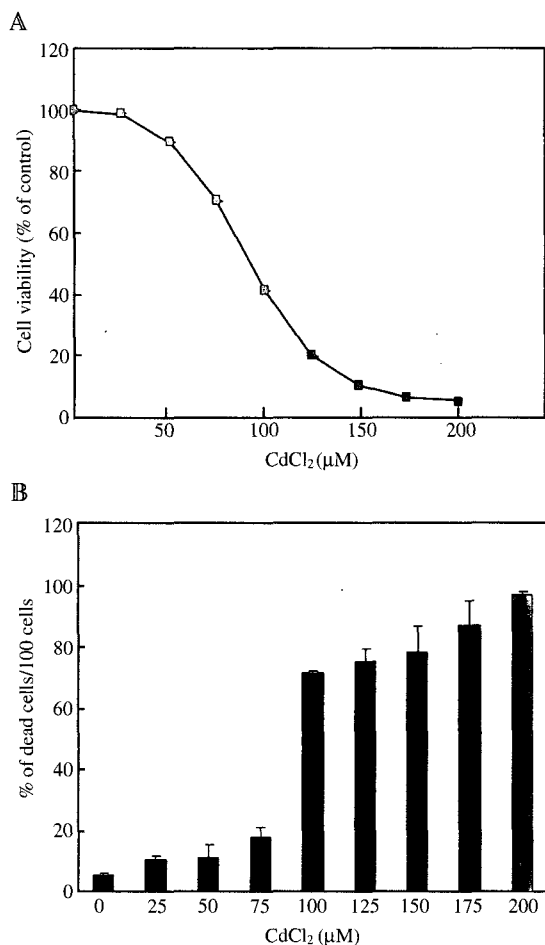 A
120
100
80
60
40
20
0
Cell viability (% of control)
50 100 150 200
CdCl₂ (μM)
B
120
100
80
60
40
20
0
% of dead cells/100 cells
0 25 50 75 100 125 150 175 200
CdCl₂ (μM)